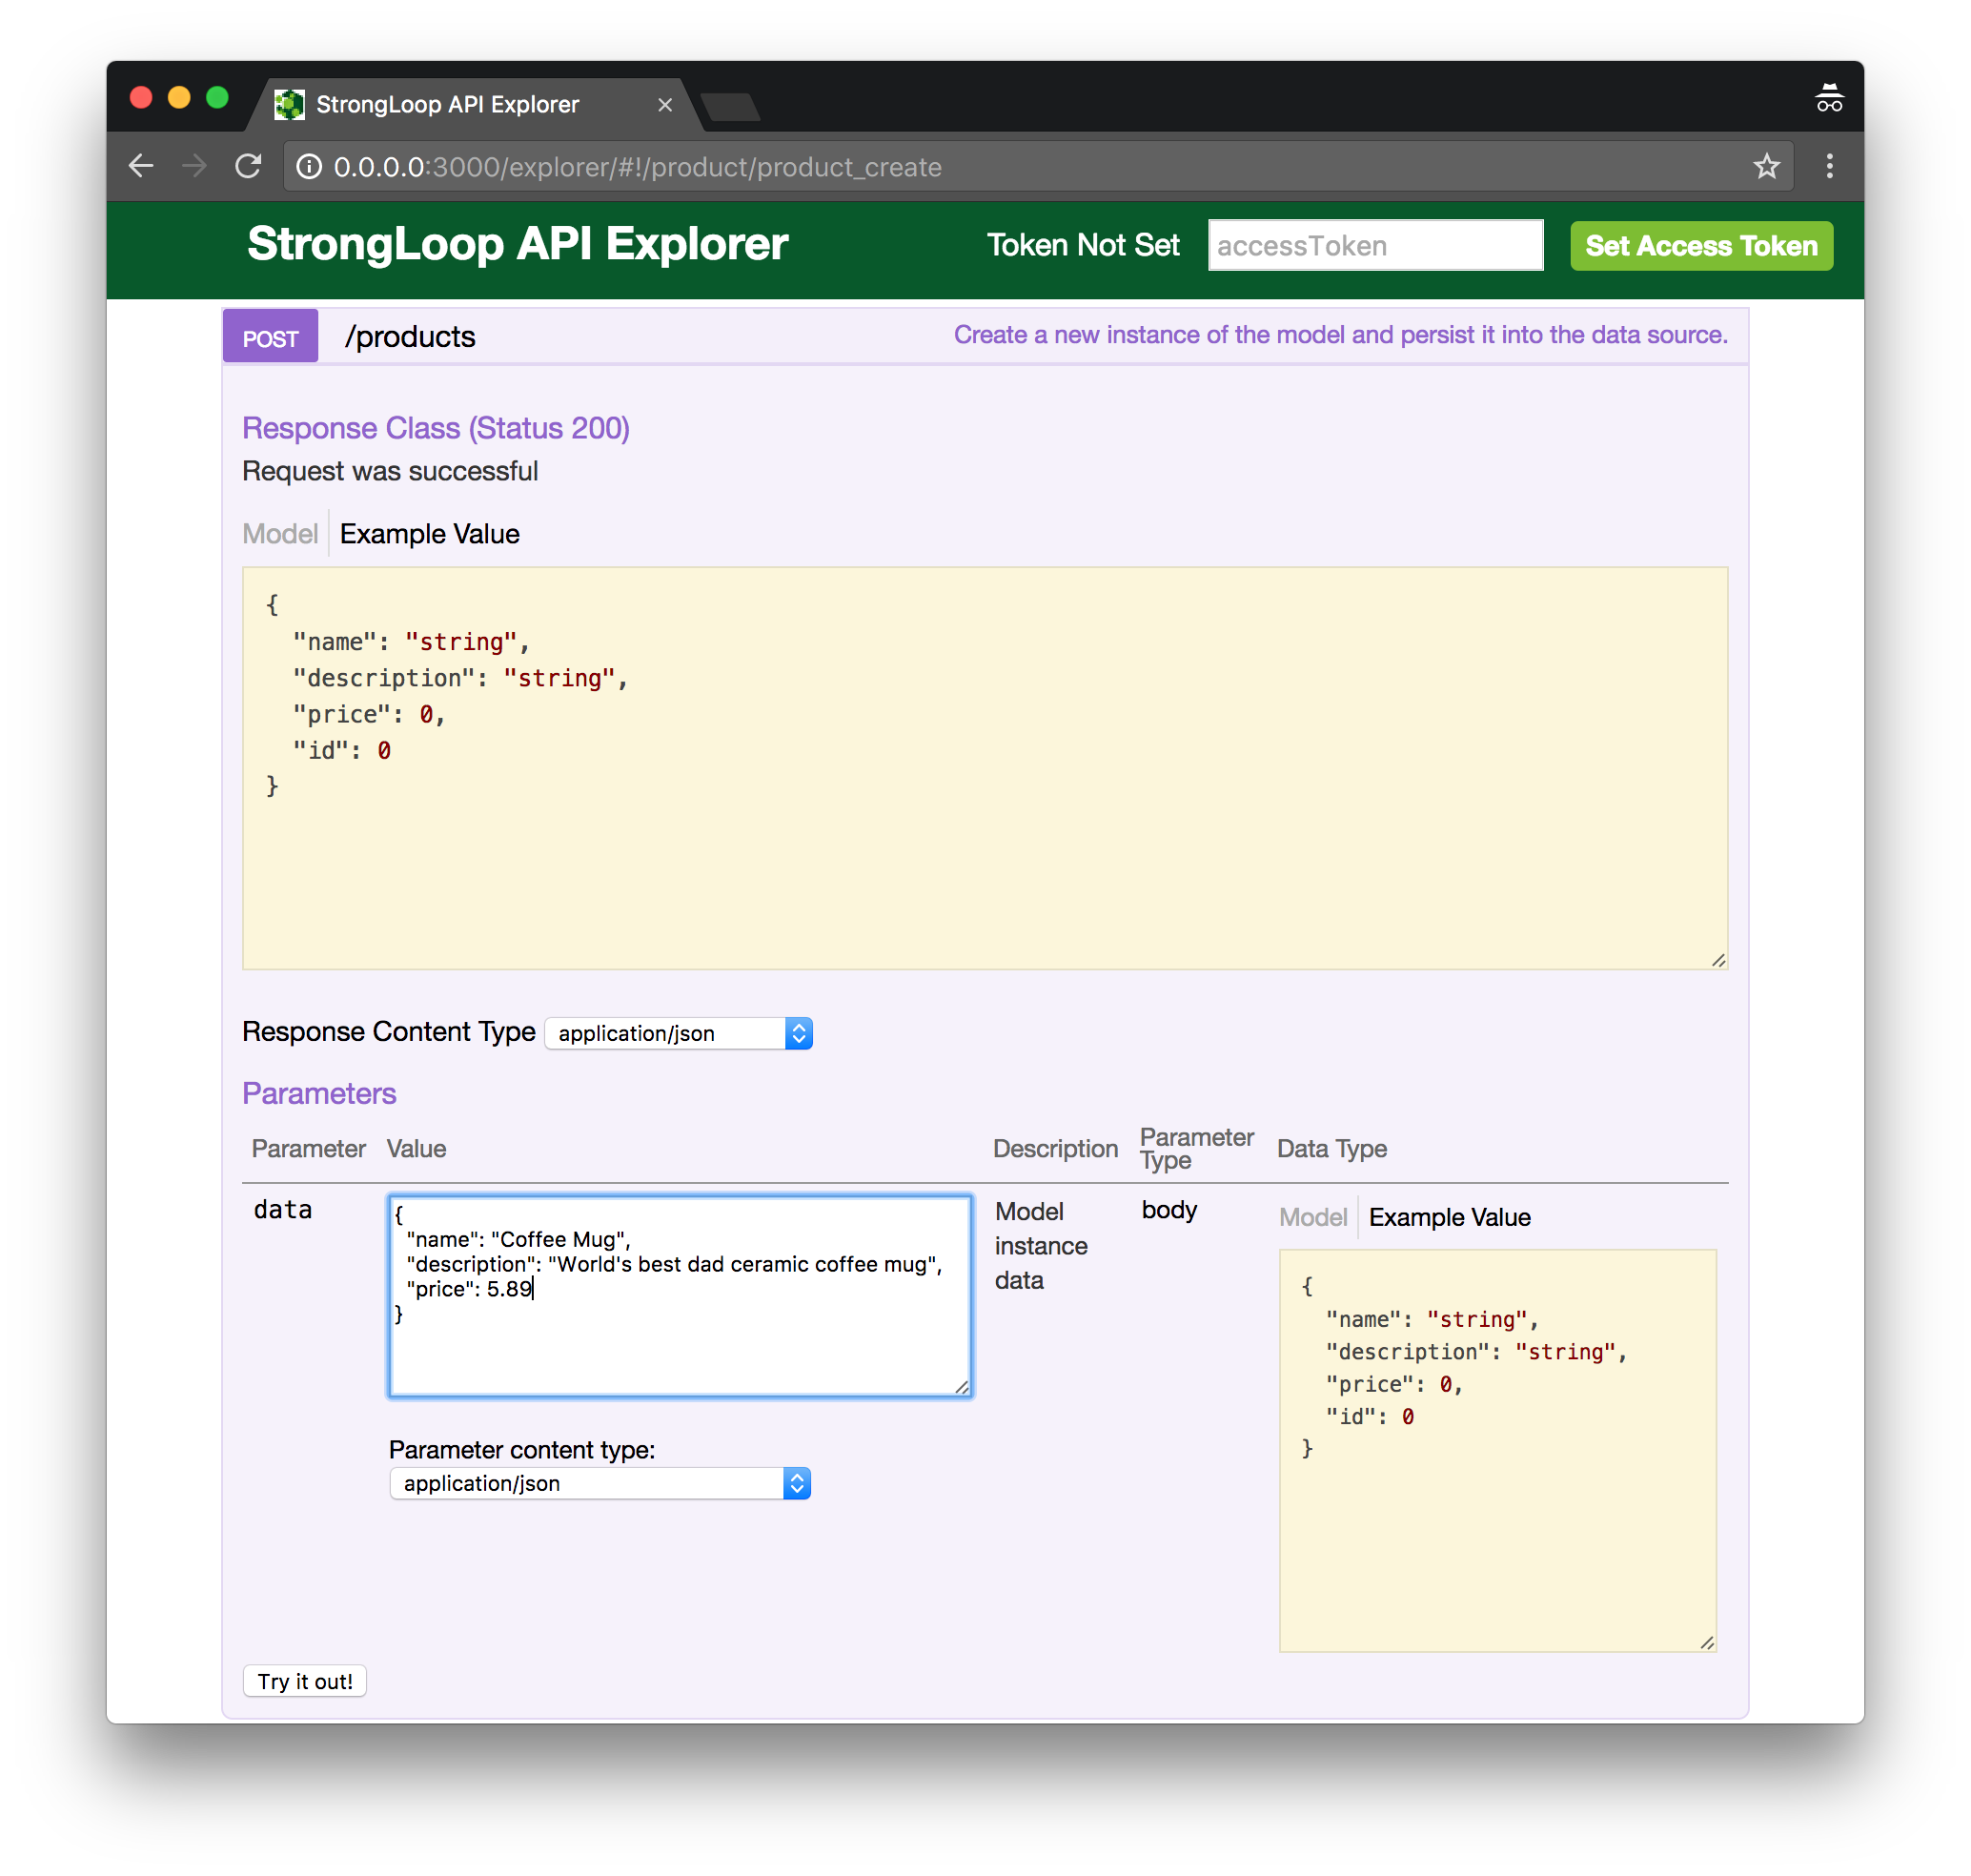 StrongLoop API Explorer
0.0.0.0:3000/explorer/#!/product/product_create
StrongLoop API Explorer
Token Not Set
accessToken
Set Access Token
POST
/products
Create a new instance of the model and persist it into the data source.
Response Class (Status 200)
Request was successful
Model
Example Value
{
"name": "string",
"description": "string",
"price": 0,
"id": 0
}
Response Content Type
application/json
Parameters
Parameter
Value
Description
Parameter
Type
Data Type
data
{
"name": "Coffee Mug",
"description": "World's best dad ceramic coffee mug",
"price": 5.89
}
Parameter content type:
application/json
Model
instance
data
body
Model
Example Value
{
"name": "string",
"description": "string",
"price": 0,
"id": 0
}
Try it out!